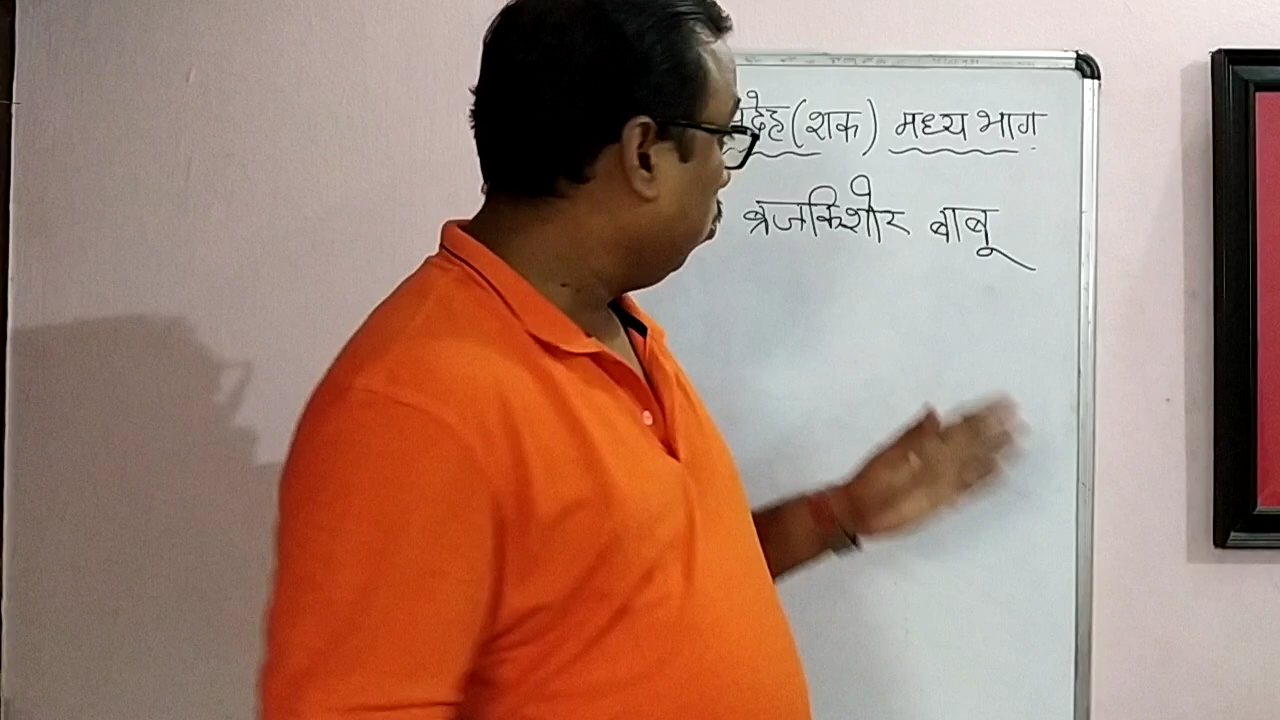 (शक) मध्य भाग
ब्रजकिशोर बाबू